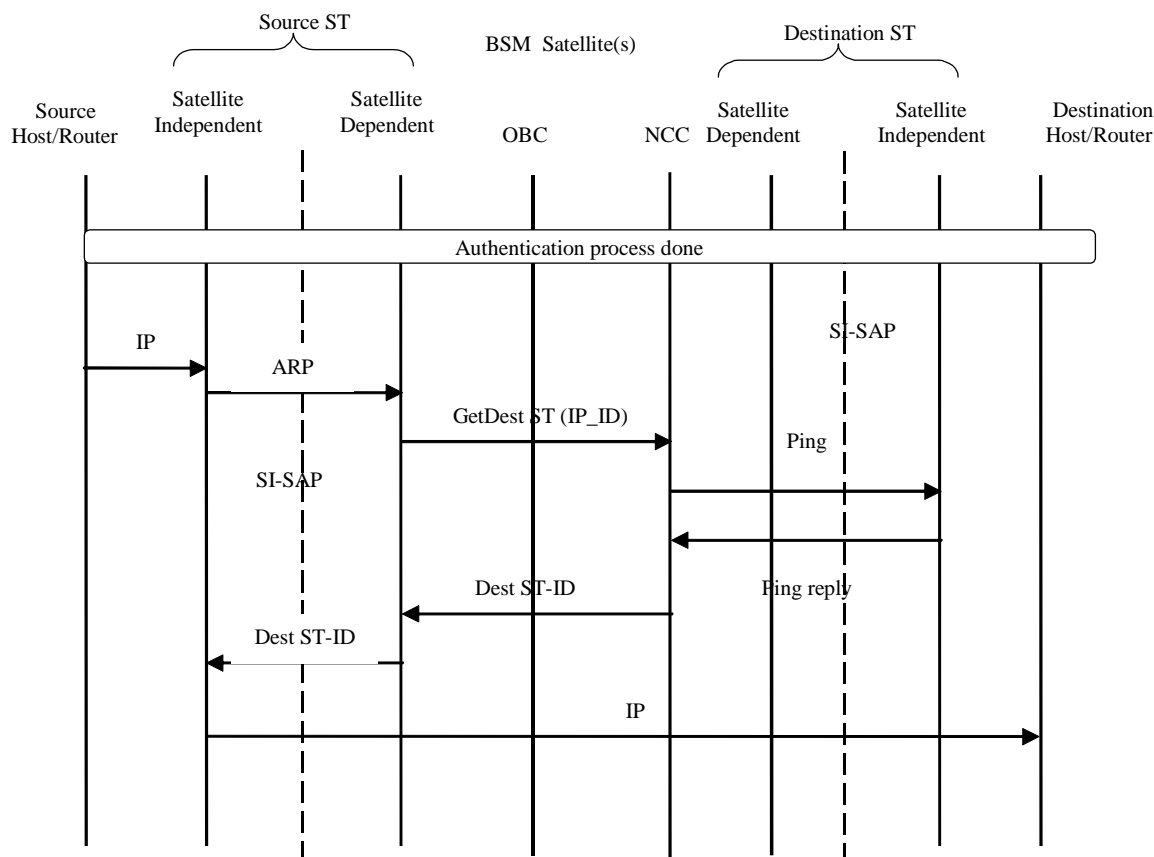 Source ST
BSM Satellite(s)
Destination ST
Source
Host/Router
Satellite
Independent
Satellite
Dependent
OBC
NCC
Satellite
Dependent
Satellite
Independent
Destination
Host/Router
Authentication process done
SI-SAP
IP
ARP
GetDest ST (IP_ID)
Ping
SI-SAP
Dest ST-ID
Ping reply
Dest ST-ID
IP